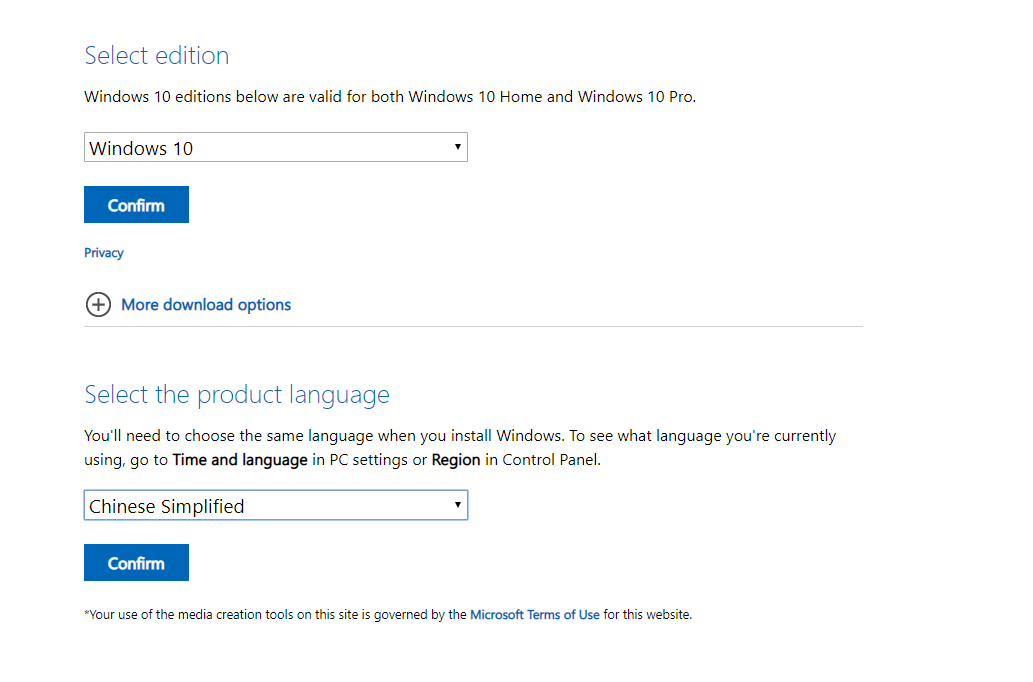 Select edition
Windows 10 editions below are valid for both Windows 10 Home and Windows 10 Pro.
Windows 10
Confirm
Privacy
More download options
Select the product language
You'll need to choose the same language when you install Windows. To see what language you're currently
using, go to Time and language in PC settings or Region in Control Panel.
Chinese Simplified
Confirm
*Your use of the media creation tools on this site is governed by the Microsoft Terms of Use for this website.